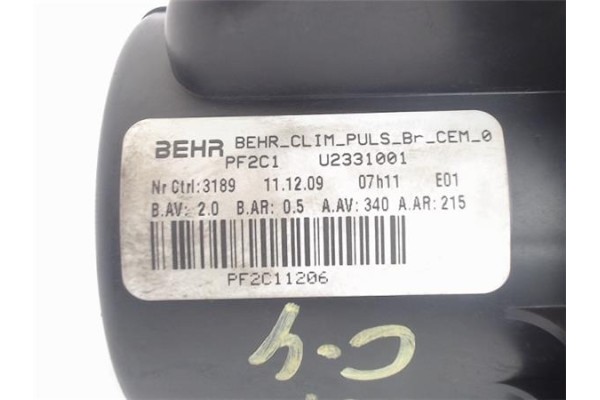 BEHR BEHR_CLIM_PULS_Br_CEM_0
PF2C1 U2331001
Nr Ctrl:3189 11.12.09 07h11 E01
B.AV: 2.0 B.AR: 0.5 A.AV: 340 A.AR: 215
PF2C11206
C-4